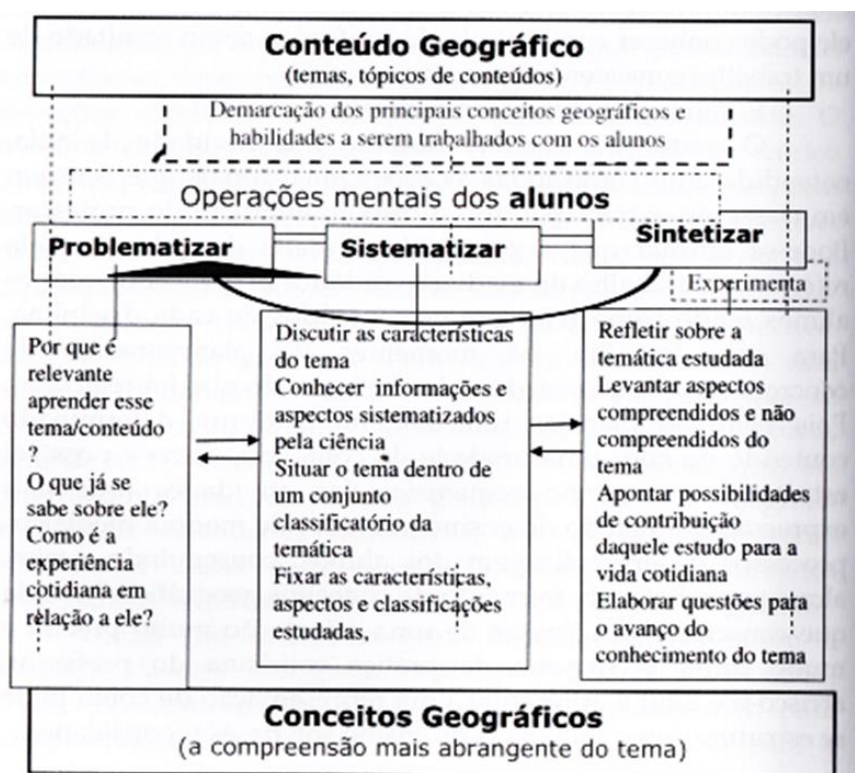 Conteúdo Geográfico
(temas, tópicos de conteúdos)
Demarcação dos principais conceitos geográficos e
habilidades a serem trabalhados com os alunos
Operações mentais dos alunos
Problematizar
Sistematizar
Sintetizar
Experimenta
Por que é
relevante
aprender esse
tema/conteúdo
?
O que já se
sabe sobre ele?
Como é a
experiência
cotidiana em
relação a ele?
Discutir as características
do tema
Conhecer informações e
aspectos sistematizados
pela ciência
Situar o tema dentro de
um conjunto
classificatório da
temática
Fixar as características,
aspectos e classificações
estudadas.
Refletir sobre a
temática estudada
Levantar aspectos
compreendidos e não
compreendidos do
tema
Apontar possibilidades
de contribuição
daquele estudo para a
vida cotidiana
Elaborar questões para
o avanço do
conhecimento do tema
Conceitos Geográficos
(a compreensão mais abrangente do tema)